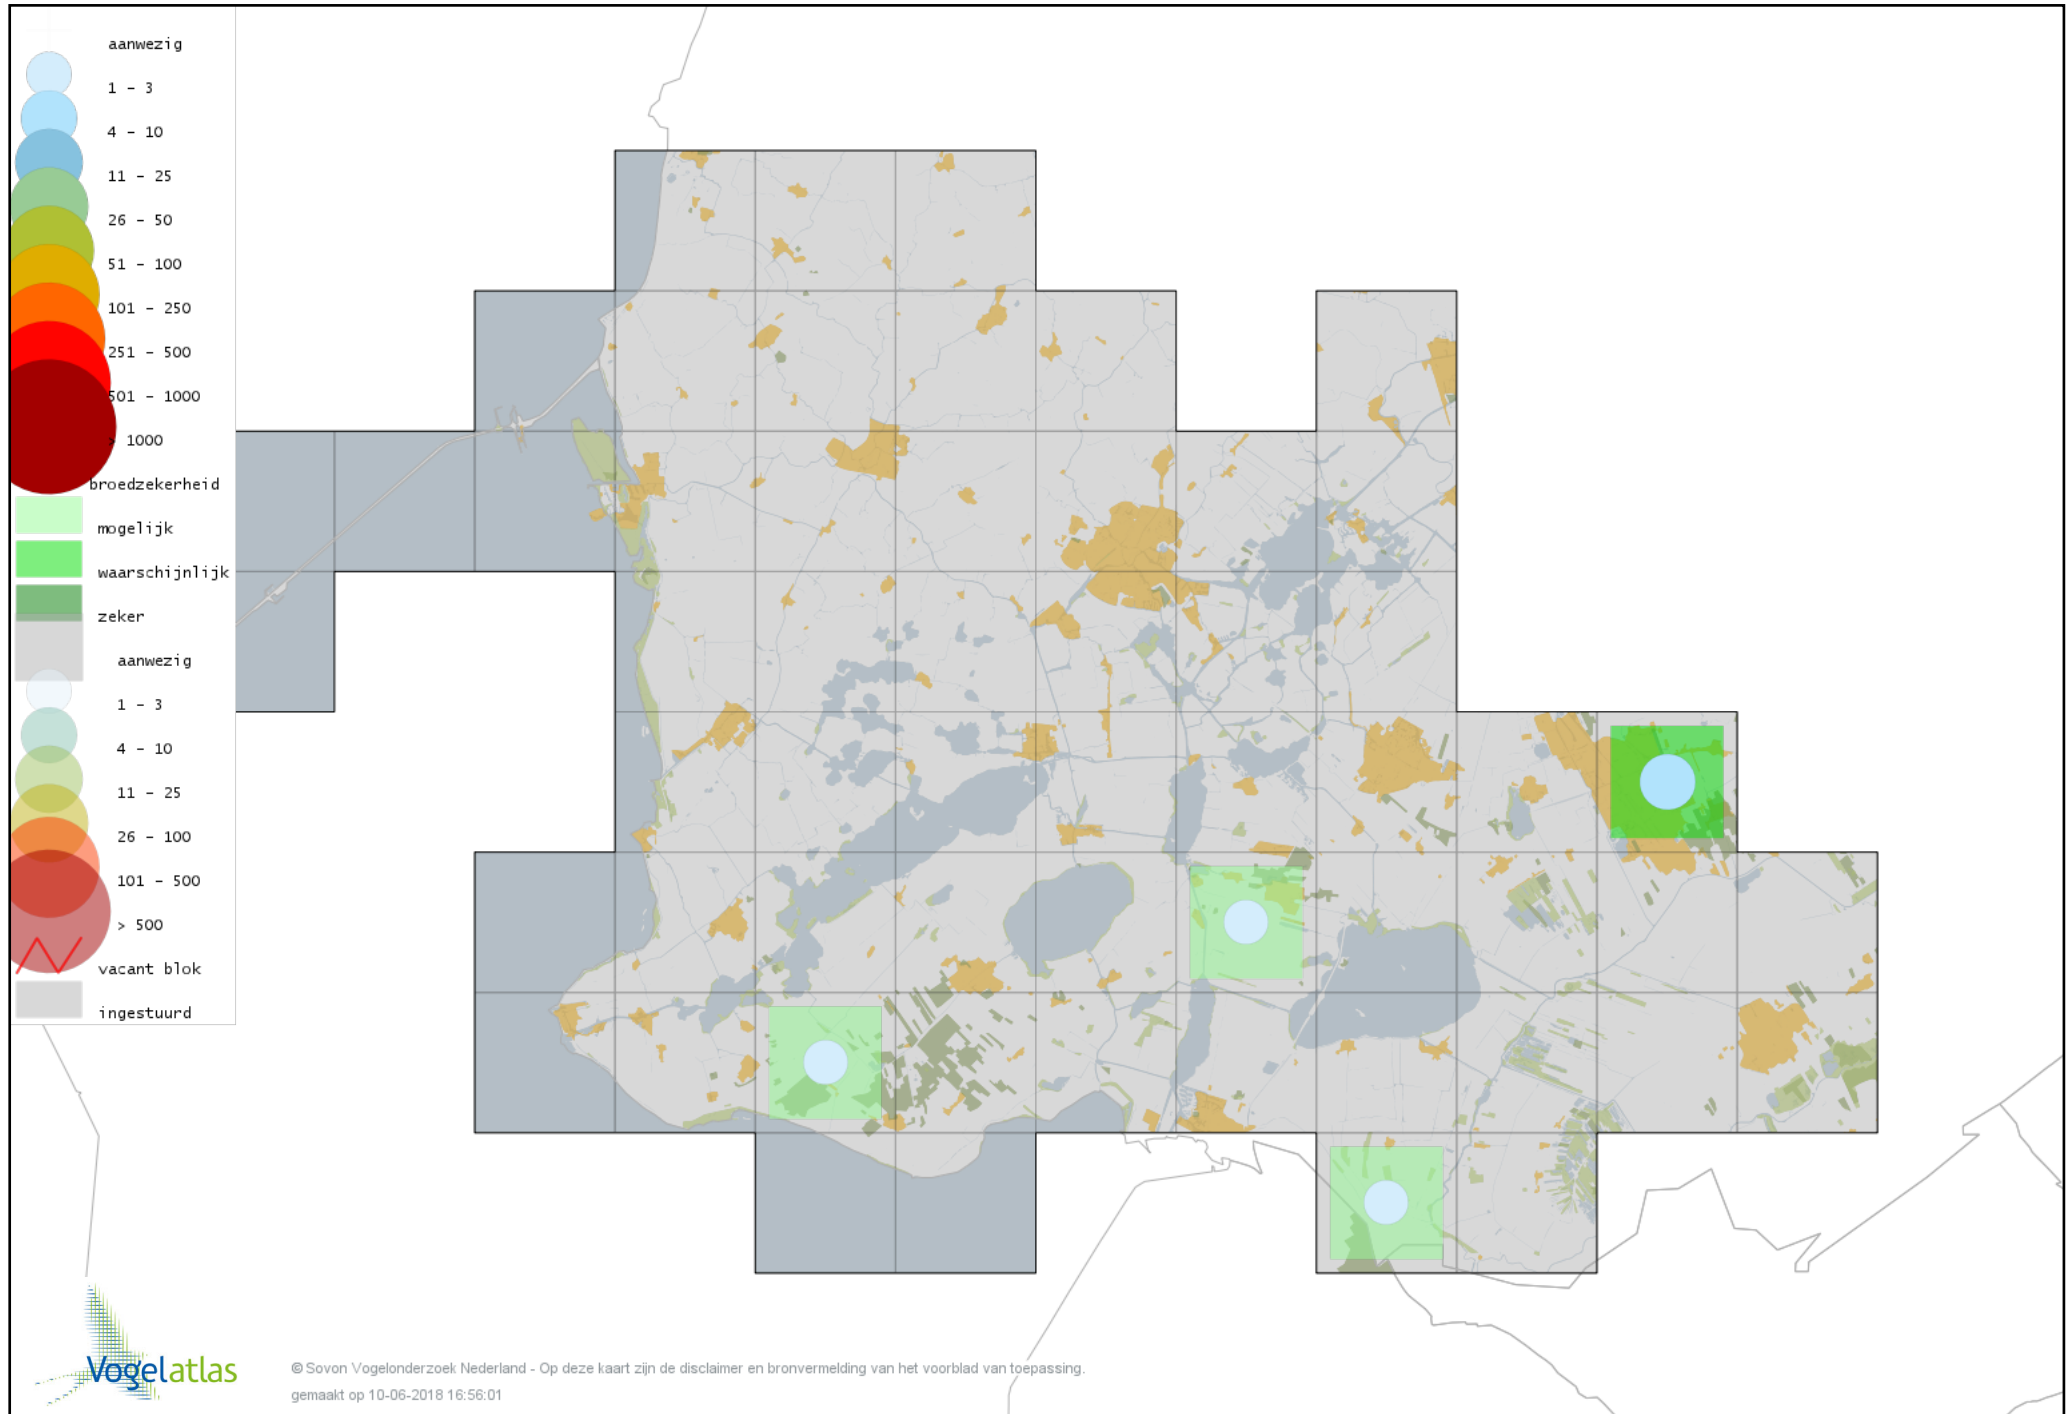 aanwezig
1 - 3
4 - 10
11 - 25
26 - 50
51 - 100
101 - 250
251 - 500
501 - 1000
> 1000
broedzekerheid
mogelijk
waarschijnlijk
zeker
aanwezig
1 - 3
4 - 10
11 - 25
26 - 100
101 - 500
> 500
vacant blok
ingestuurd
Vogelatlas
© Sovon Vogelonderzoek Nederland - Op deze kaart zijn de disclaimer en bronvermelding van het voorblad van toepassing.
gemaakt op 10-06-2018 16:56:01